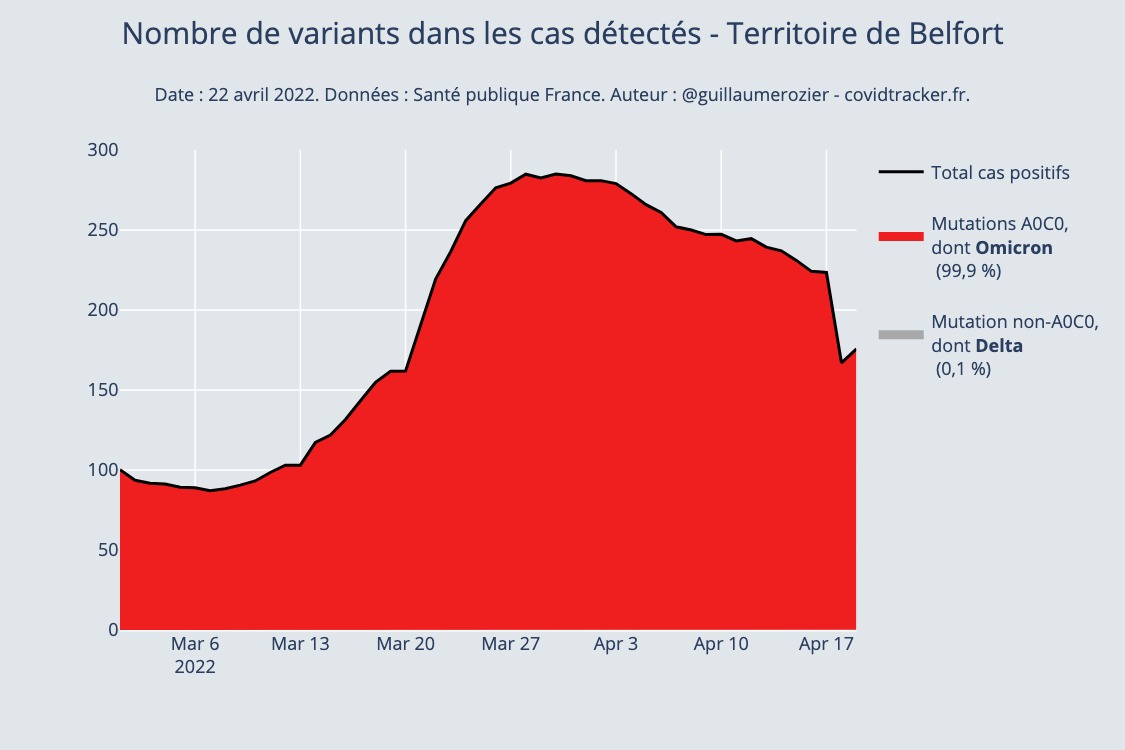 Nombre de variants dans les cas détectés - Territoire de Belfort
Date : 22 avril 2022. Données : Santé publique France. Auteur : @guillaumerozier - covidtracker.fr.
300
250
200
150
100
50
0
Mar 6
2022
Mar 13
Mar 20
Mar 27
Apr 3
Apr 10
Apr 17
Total cas positifs
Mutations A0C0,
dont Omicron
(99,9 %)
Mutation non-A0C0,
dont Delta
(0,1 %)